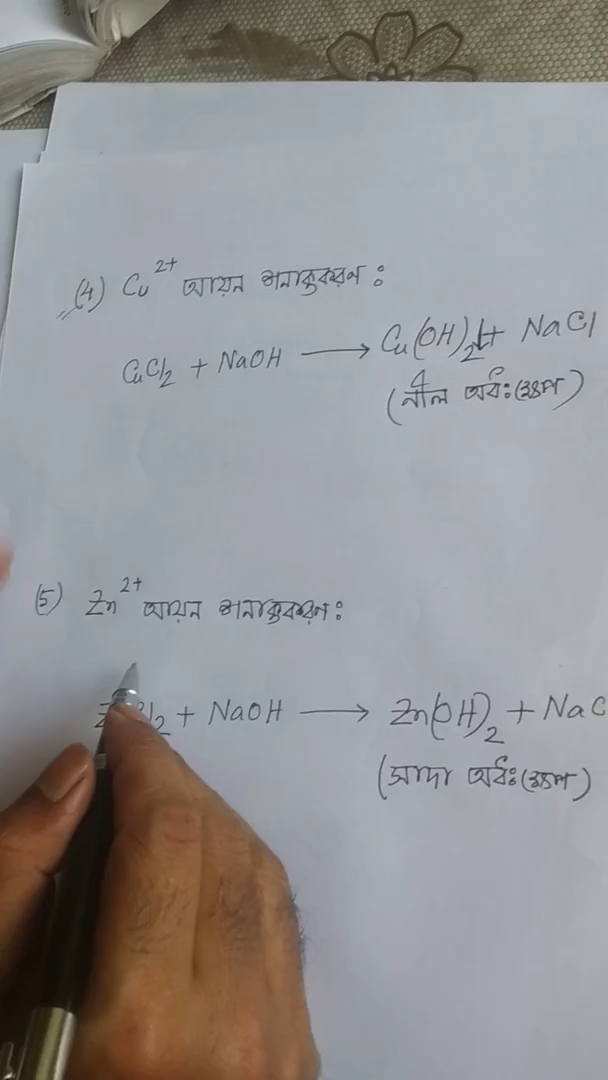 (4) Cu²⁺ আয়ন শনাক্তকরণ :
CuCl₂ + NaOH ⟶ Cu(OH)₂↓+ NaCl
(নীল অধঃক্ষেপ)
(5) Zn²⁺ আয়ন শনাক্তকরণ :
+ NaOH ⟶ Zn(OH)₂ + NaC
(সাদা অধঃক্ষেপ)